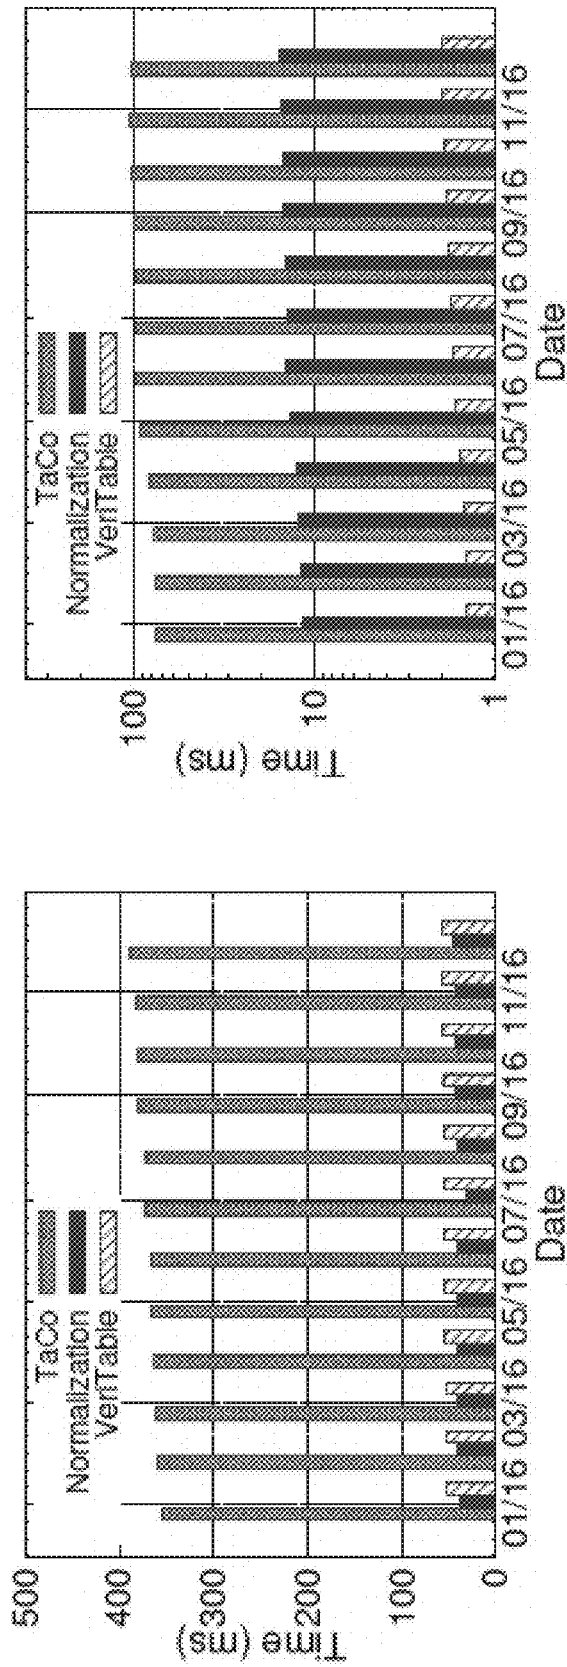 500
400
300
200
100
0
Time (ms)
TaCo
Normalization
VeriTable
01/16 03/16 05/16 07/16 09/16 11/16
Date
100
10
1
Time (ms)
TaCo
Normalization
VeriTable
01/16 03/16 05/16 07/16 09/16 11/16
Date